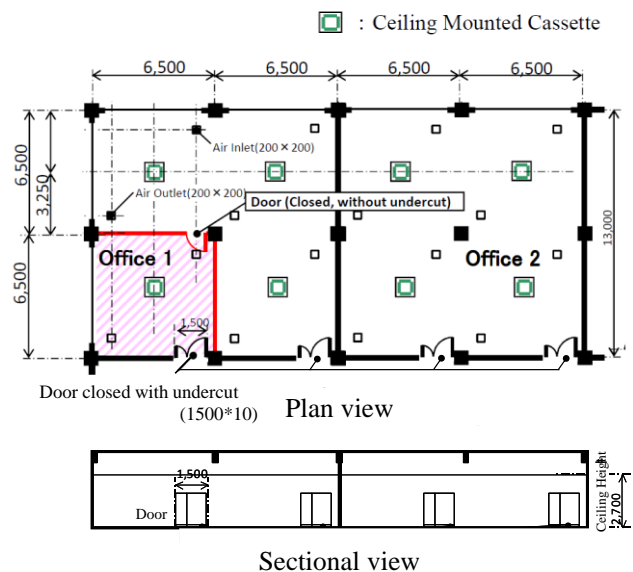 : Ceiling Mounted Cassette
6,500
6,500
6,500
6,500
Air Inlet(200×200)
6,500
3,250
Air Outlet(200×200)
Door (Closed, without undercut)
13,000
Office 1
Office 2
6,500
1,500
Door closed with undercut
(1500*10)
Plan view
1,500
Door
Ceiling Height
2,700
Sectional view